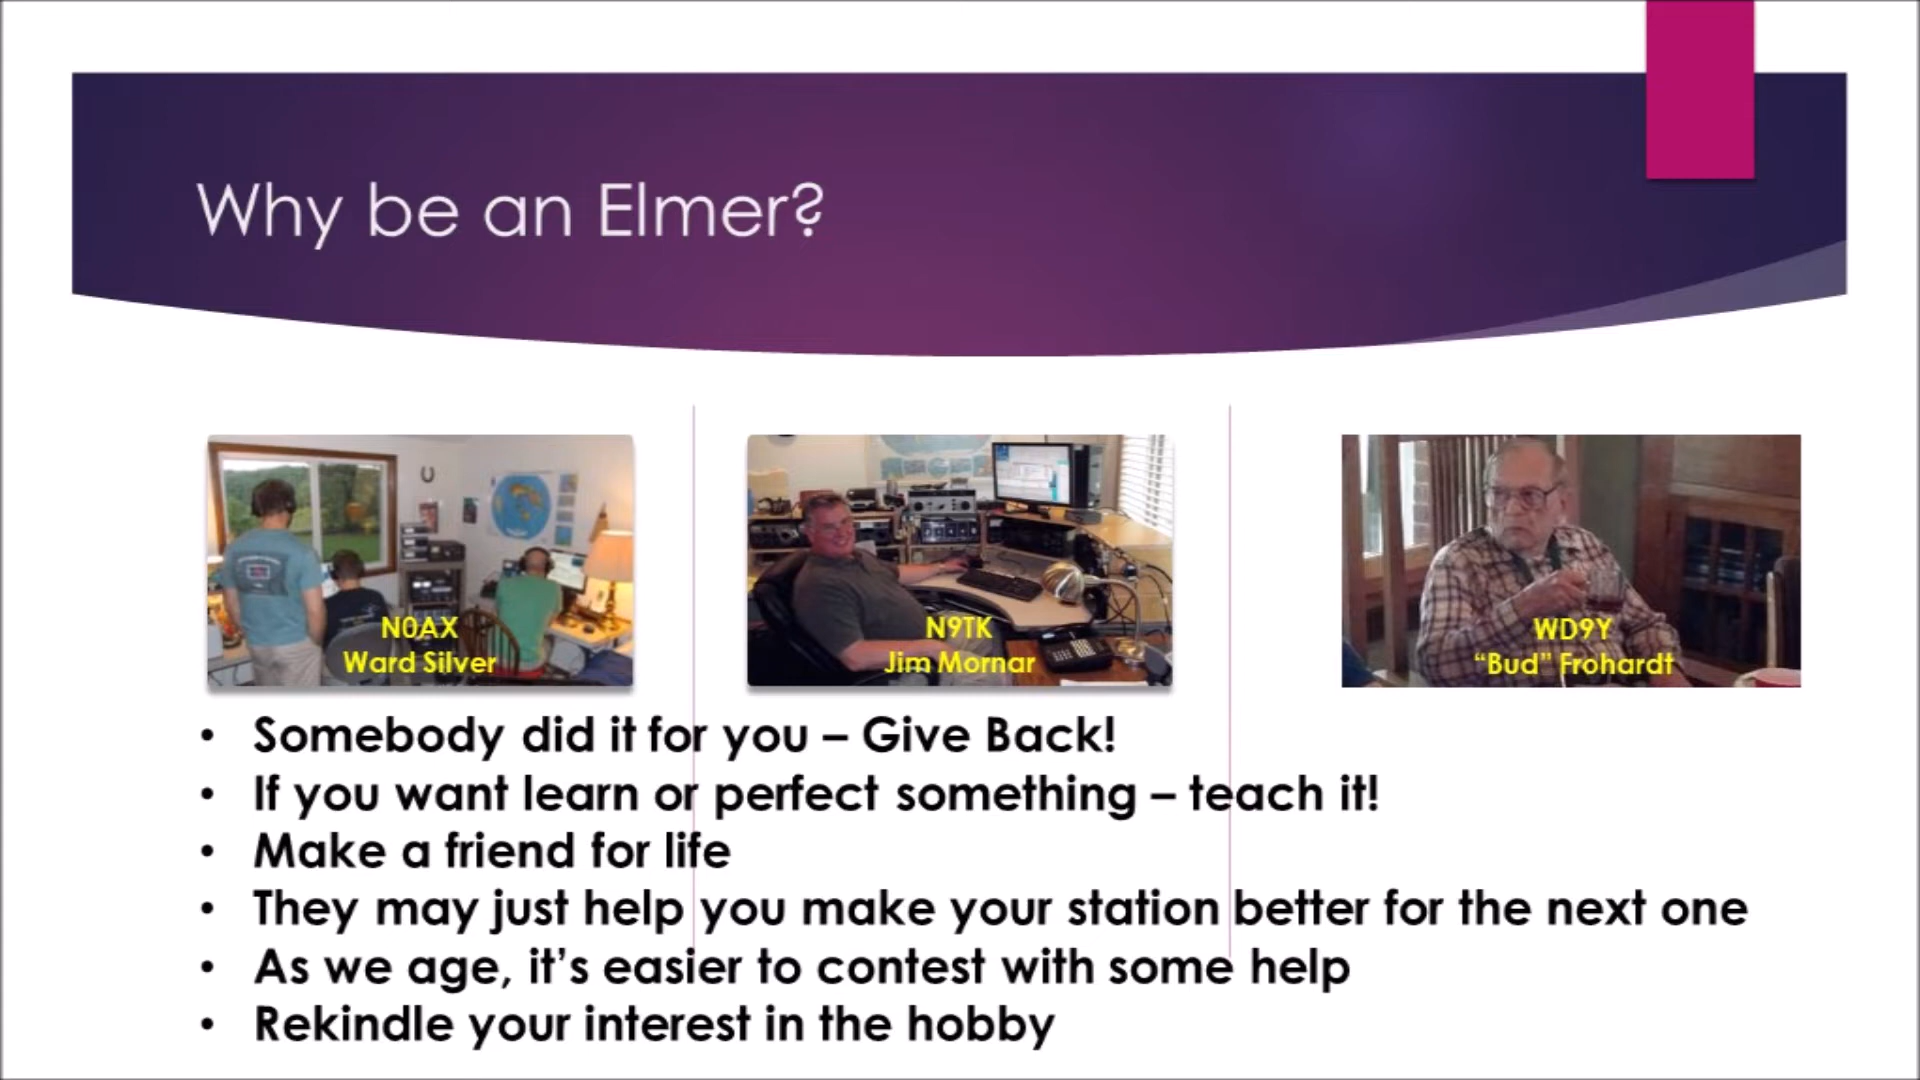 Why be an Elmer?
N0AX
Ward Silver
N9TK
Jim Mornar
WD9Y
“Bud” Frohardt
• Somebody did it for you – Give Back!
• If you want learn or perfect something – teach it!
• Make a friend for life
• They may just help you make your station better for the next one
• As we age, it’s easier to contest with some help
• Rekindle your interest in the hobby